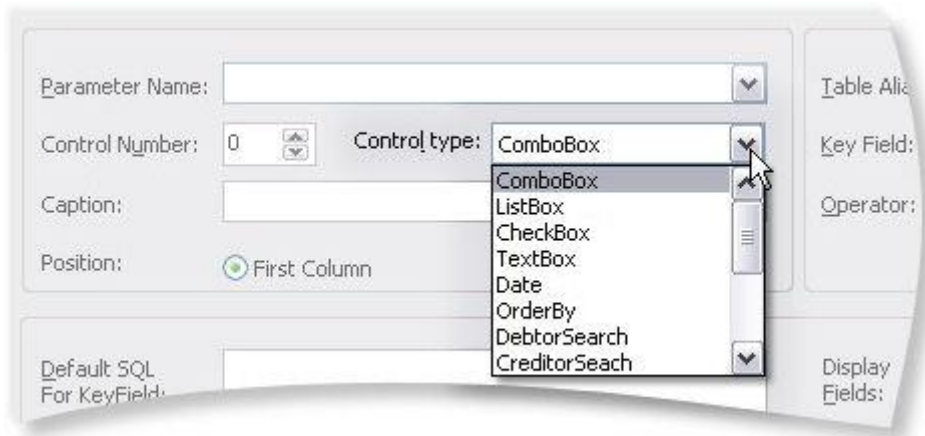 Parameter Name:
Table Alia
Control Number: 0 Control type: ComboBox
Key Field:
ComboBox
Caption:
ListBox
Operator:
CheckBox
Position: First Column
TextBox
Date
OrderBy
DebtorSearch
CreditorSeach
Default SQL
For KeyField:
Display
Fields: